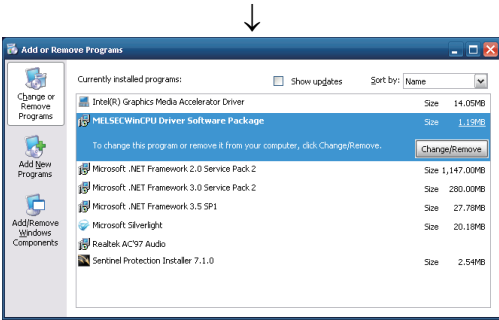 Add or Remove Programs
Currently installed programs:
Show updates
Sort by: Name
Change or
Remove
Programs
Add New
Programs
Add/Remove
Windows
Components
Intel(R) Graphics Media Accelerator Driver Size 14.05MB
MELSECWinCPU Driver Software Package Size 1.19MB
To change this program or remove it from your computer, click Change/Remove. Change/Remove
Microsoft .NET Framework 2.0 Service Pack 2 Size 1,147.00MB
Microsoft .NET Framework 3.0 Service Pack 2 Size 280.00MB
Microsoft .NET Framework 3.5 SP1 Size 27.78MB
Microsoft Silverlight Size 20.18MB
Realtek AC'97 Audio
Sentinel Protection Installer 7.1.0 Size 2.54MB